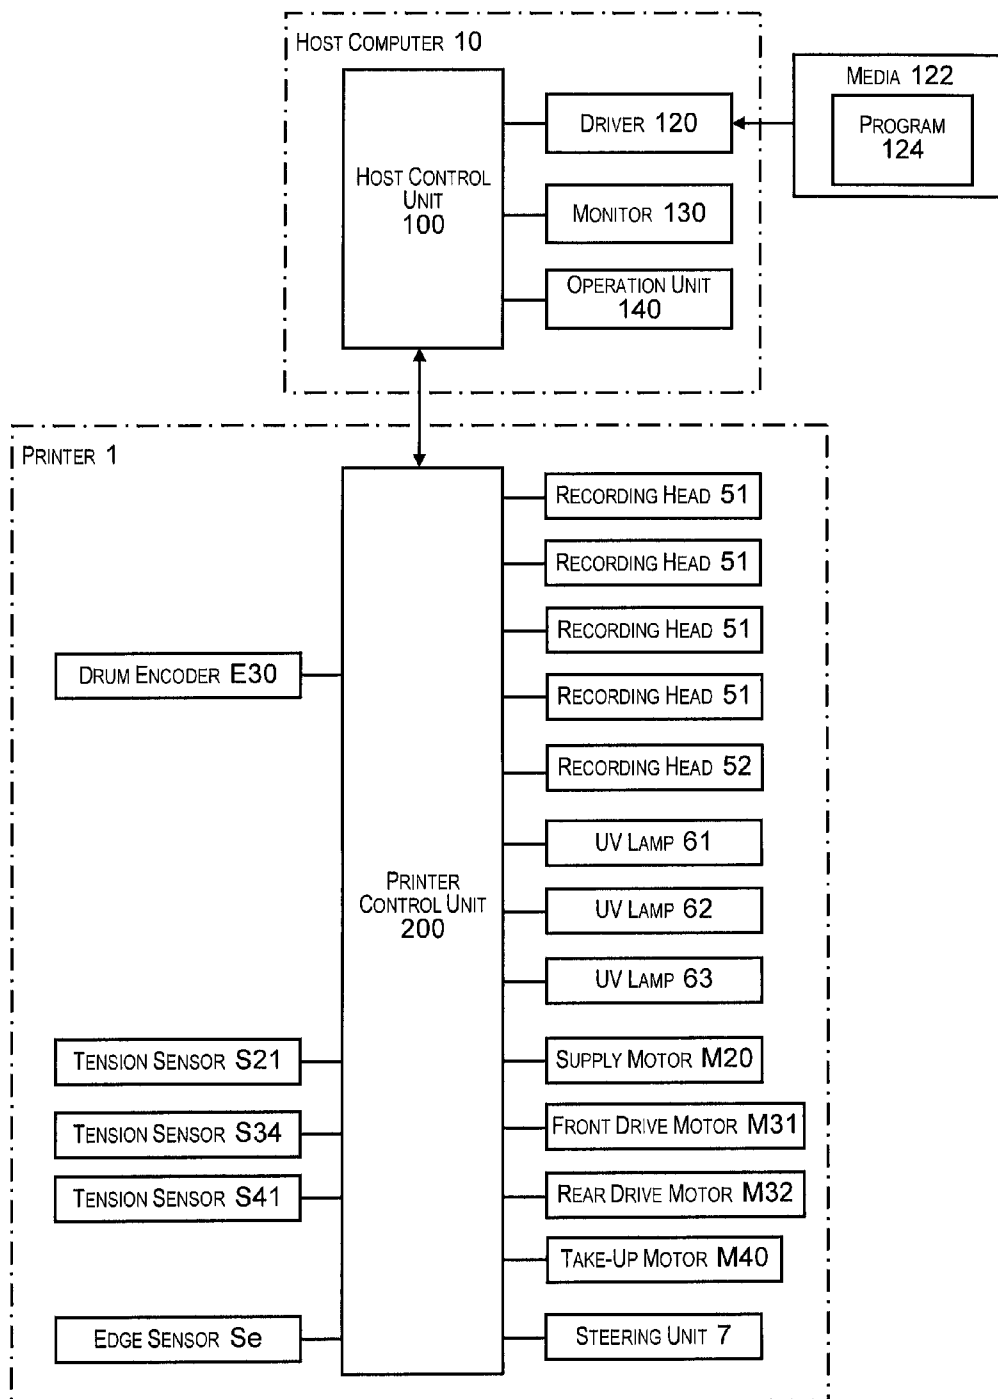 HOST COMPUTER 10
HOST CONTROL
UNIT
100
DRIVER 120
MONITOR 130
OPERATION UNIT
140
MEDIA 122
PROGRAM
124
PRINTER 1
PRINTER
CONTROL UNIT
200
DRUM ENCODER E30
TENSION SENSOR S21
TENSION SENSOR S34
TENSION SENSOR S41
EDGE SENSOR Se
RECORDING HEAD 51
RECORDING HEAD 51
RECORDING HEAD 51
RECORDING HEAD 51
RECORDING HEAD 52
UV LAMP 61
UV LAMP 62
UV LAMP 63
SUPPLY MOTOR M20
FRONT DRIVE MOTOR M31
REAR DRIVE MOTOR M32
TAKE-UP MOTOR M40
STEERING UNIT 7